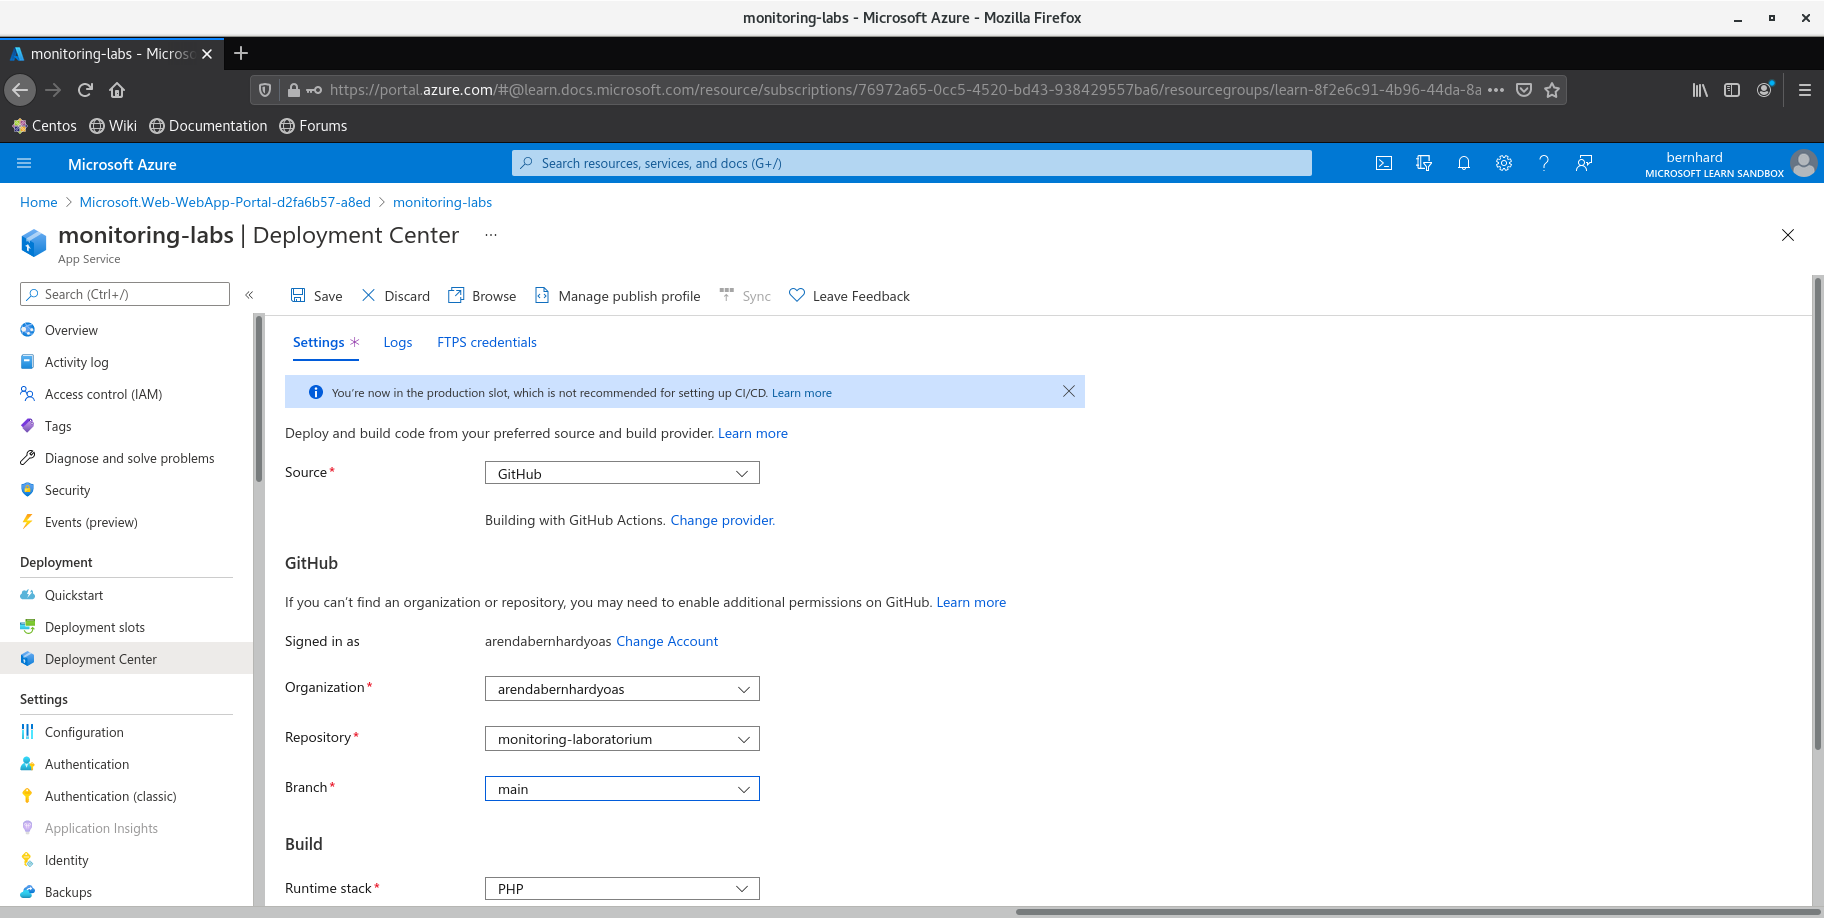 monitoring-labs - Microsoft Azure - Mozilla Firefox
monitoring-labs - Micros
https://portal.azure.com/#@learn.docs.microsoft.com/resource/subscriptions/76972a65-0cc5-4520-bd43-938429557ba6/resourcegroups/learn-8f2e6c91-4b96-44da-8a
Centos Wiki Documentation Forums
Microsoft Azure
Search resources, services, and docs (G+/)
bernhard
MICROSOFT LEARN SANDBOX
Home > Microsoft.Web-WebApp-Portal-d2fa6b57-a8ed > monitoring-labs
monitoring-labs | Deployment Center ...
App Service
Search (Ctrl+/)
«
Overview
Activity log
Access control (IAM)
Tags
Diagnose and solve problems
Security
Events (preview)
Deployment
Quickstart
Deployment slots
Deployment Center
Settings
Configuration
Authentication
Authentication (classic)
Application Insights
Identity
Backups
Save Discard Browse Manage publish profile Sync Leave Feedback
Settings * Logs FTPS credentials
You're now in the production slot, which is not recommended for setting up CI/CD. Learn more
Deploy and build code from your preferred source and build provider. Learn more
Source * GitHub
Building with GitHub Actions. Change provider.
GitHub
If you can't find an organization or repository, you may need to enable additional permissions on GitHub. Learn more
Signed in as arendabernhardyoas Change Account
Organization * arendabernhardyoas
Repository * monitoring-laboratorium
Branch * main
Build
Runtime stack * PHP